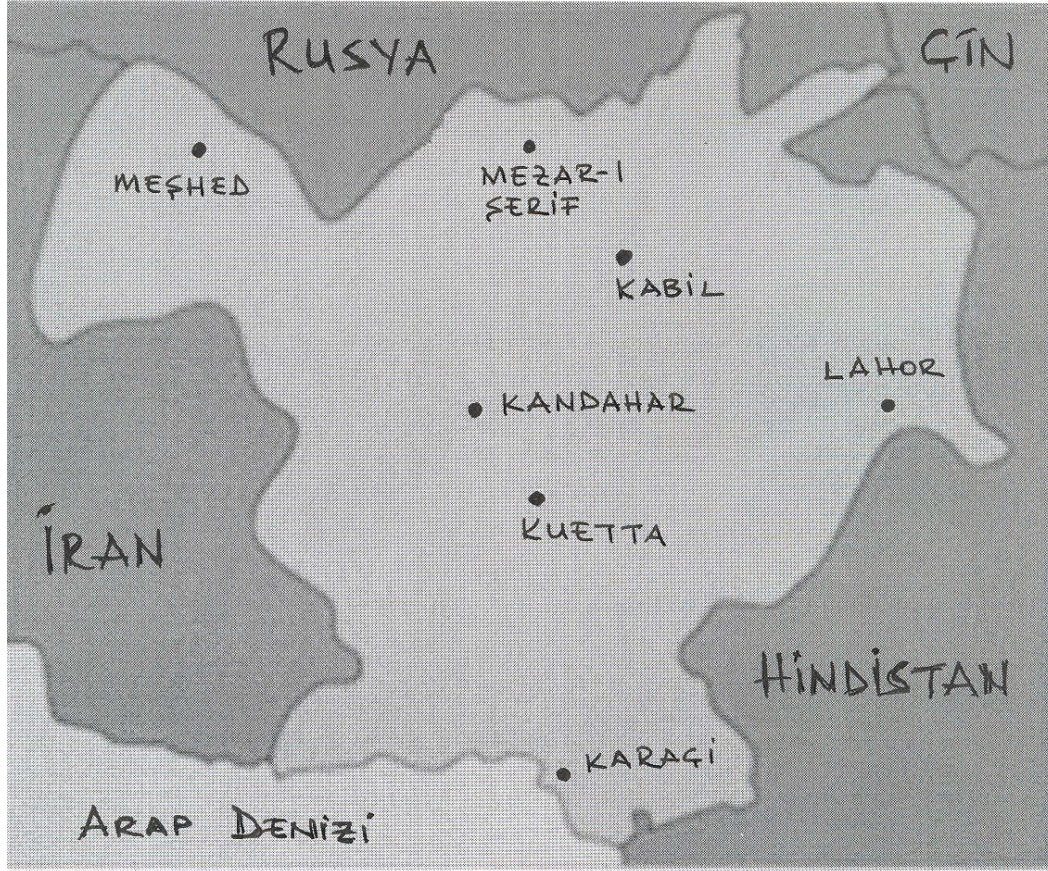 RUSYA
ÇİN
MEŞHED
MEZAR-I
ŞERİF
KABİL
LAHOR
KANDAHAR
KUETTA
İRAN
HİNDİSTAN
KARAÇİ
ARAP DENİZİ